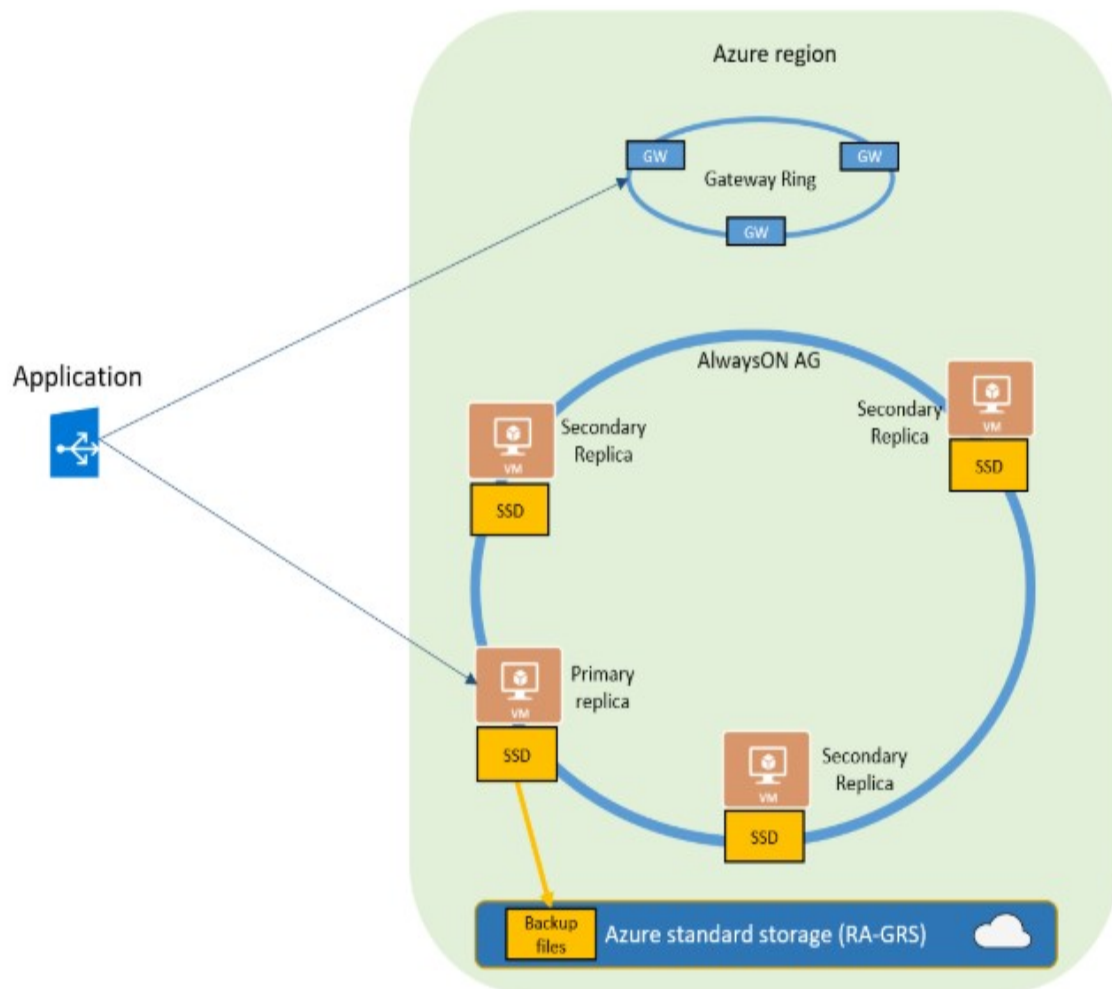 Azure region
GW
GW
Gateway Ring
GW
Application
AlwaysON AG
VM
Secondary
Replica
SSD
Secondary
Replica
VM
SSD
VM
Primary
replica
SSD
VM
Secondary
Replica
SSD
Backup
files
Azure standard storage (RA-GRS)